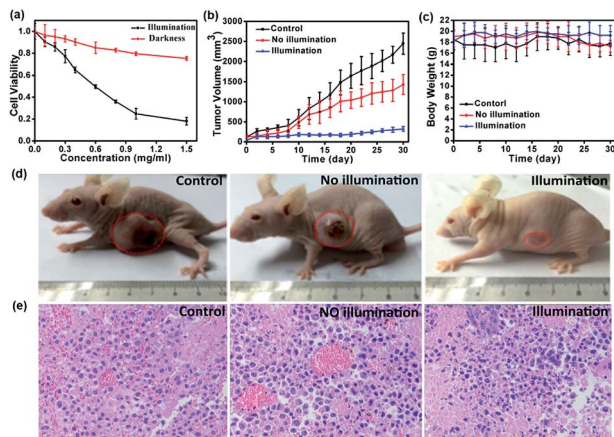 (a)
1.0
0.8
0.6
0.4
0.2
0.0
Cell Viability
Illumination
Darkness
0.0 0.3 0.6 0.9 1.2 1.5
Concentration (mg/ml)
(b)
3000
2500
2000
1500
1000
500
0
Tumor Volume (mm³)
Control
No illumination
Illumination
0 5 10 15 20 25 30
Time (day)
(c)
22
20
18
16
14
12
10
8
6
4
2
0
Body Weight (g)
Control
No illumination
Illumination
0 5 10 15 20 25 30
Time (day)
(d)
Control
No illumination
Illumination
(e)
Control
NO illumination
Illumination